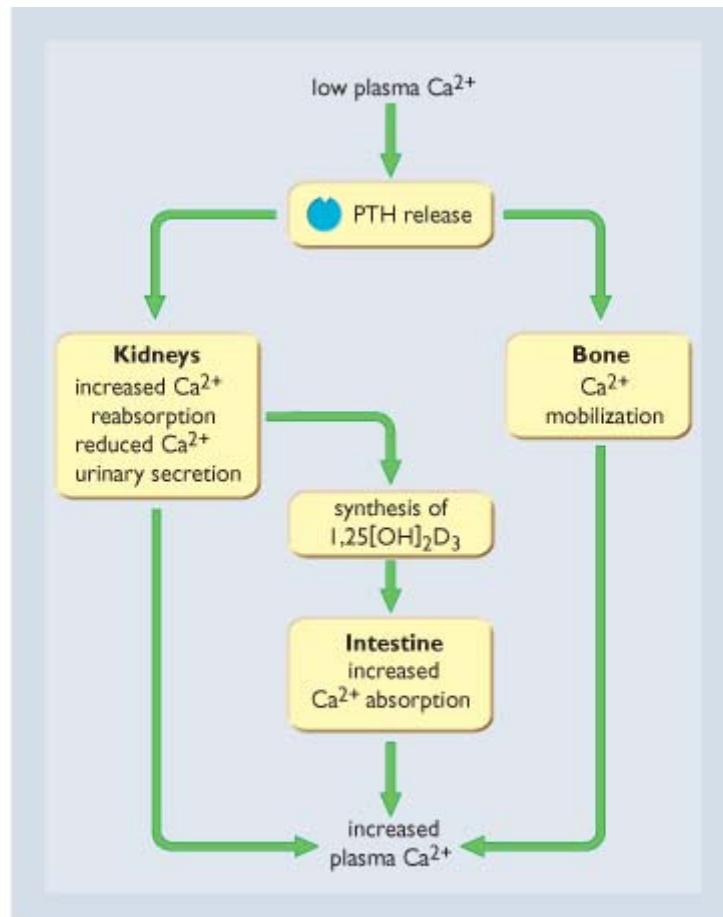 low plasma Ca²⁺
PTH release
Kidneys
increased Ca²⁺
reabsorption
reduced Ca²⁺
urinary secretion
Bone
Ca²⁺
mobilization
synthesis of
1,25[OH]₂D₃
Intestine
increased
Ca²⁺ absorption
increased
plasma Ca²⁺